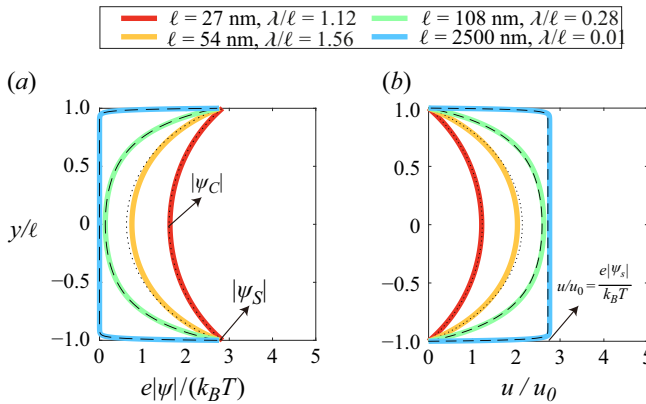 ℓ = 27 nm, λ/ℓ = 1.12
ℓ = 108 nm, λ/ℓ = 0.28
ℓ = 54 nm, λ/ℓ = 1.56
ℓ = 2500 nm, λ/ℓ = 0.01
(a)
(b)
1.0
0.5
0
−0.5
−1.0
y/ℓ
|ψ_C|
|ψ_S|
0 1 2 3 4 5
e|ψ|/(k_BT)
1.0
0.5
0
−0.5
−1.0
u/u_0 = e|ψ_s|/k_BT
0 1 2 3 4 5
u / u_0